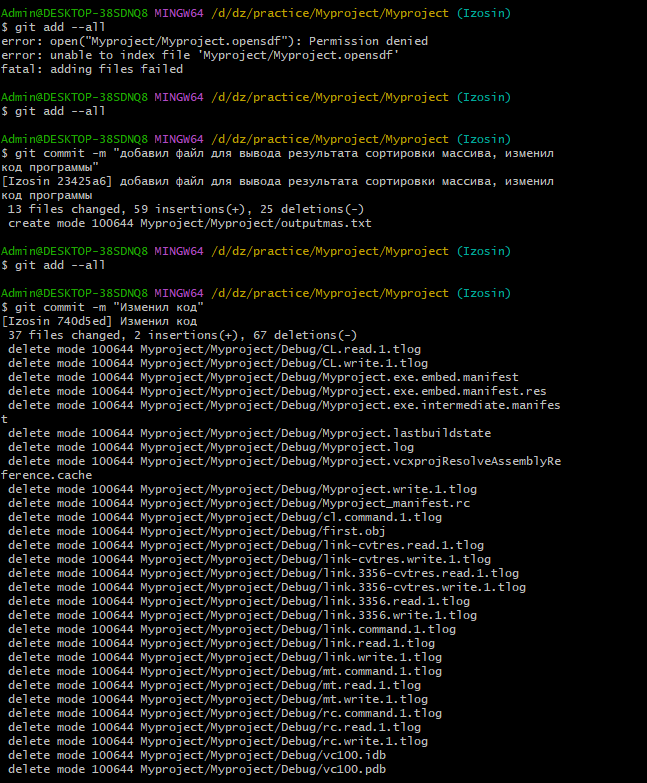 Admin@DESKTOP-38SDNQ8 MINGW64 /d/dz/practice/Myproject/Myproject (Izosin)
$ git add --all
error: open("Myproject/Myproject.opensdf"): Permission denied
error: unable to index file 'Myproject/Myproject.opensdf'
fatal: adding files failed
Admin@DESKTOP-38SDNQ8 MINGW64 /d/dz/practice/Myproject/Myproject (Izosin)
$ git add --all
Admin@DESKTOP-38SDNQ8 MINGW64 /d/dz/practice/Myproject/Myproject (Izosin)
$ git commit -m "добавил файл для вывода результата сортировки массива, изменил
код программы"
[Izosin 23425a6] добавил файл для вывода результата сортировки массива, изменил
код программы
13 files changed, 59 insertions(+), 25 deletions(-)
create mode 100644 Myproject/Myproject/outputmas.txt
Admin@DESKTOP-38SDNQ8 MINGW64 /d/dz/practice/Myproject/Myproject (Izosin)
$ git add --all
Admin@DESKTOP-38SDNQ8 MINGW64 /d/dz/practice/Myproject/Myproject (Izosin)
$ git commit -m "Изменил код"
[Izosin 740d5ed] Изменил код
37 files changed, 2 insertions(+), 67 deletions(-)
delete mode 100644 Myproject/Myproject/Debug/CL.read.1.tlog
delete mode 100644 Myproject/Myproject/Debug/CL.write.1.tlog
delete mode 100644 Myproject/Myproject/Debug/Myproject.exe.embed.manifest
delete mode 100644 Myproject/Myproject/Debug/Myproject.exe.embed.manifest.res
delete mode 100644 Myproject/Myproject/Debug/Myproject.exe.intermediate.manifes
t
delete mode 100644 Myproject/Myproject/Debug/Myproject.lastbuildstate
delete mode 100644 Myproject/Myproject/Debug/Myproject.log
delete mode 100644 Myproject/Myproject/Debug/Myproject.vcxprojResolveAssemblyRe
ference.cache
delete mode 100644 Myproject/Myproject/Debug/Myproject.write.1.tlog
delete mode 100644 Myproject/Myproject/Debug/Myproject_manifest.rc
delete mode 100644 Myproject/Myproject/Debug/cl.command.1.tlog
delete mode 100644 Myproject/Myproject/Debug/first.obj
delete mode 100644 Myproject/Myproject/Debug/link-cvtres.read.1.tlog
delete mode 100644 Myproject/Myproject/Debug/link-cvtres.write.1.tlog
delete mode 100644 Myproject/Myproject/Debug/link.3356-cvtres.read.1.tlog
delete mode 100644 Myproject/Myproject/Debug/link.3356-cvtres.write.1.tlog
delete mode 100644 Myproject/Myproject/Debug/link.3356.read.1.tlog
delete mode 100644 Myproject/Myproject/Debug/link.3356.write.1.tlog
delete mode 100644 Myproject/Myproject/Debug/link.command.1.tlog
delete mode 100644 Myproject/Myproject/Debug/link.read.1.tlog
delete mode 100644 Myproject/Myproject/Debug/link.write.1.tlog
delete mode 100644 Myproject/Myproject/Debug/mt.command.1.tlog
delete mode 100644 Myproject/Myproject/Debug/mt.read.1.tlog
delete mode 100644 Myproject/Myproject/Debug/mt.write.1.tlog
delete mode 100644 Myproject/Myproject/Debug/rc.command.1.tlog
delete mode 100644 Myproject/Myproject/Debug/rc.read.1.tlog
delete mode 100644 Myproject/Myproject/Debug/rc.write.1.tlog
delete mode 100644 Myproject/Myproject/Debug/vc100.idb
delete mode 100644 Myproject/Myproject/Debug/vc100.pdb